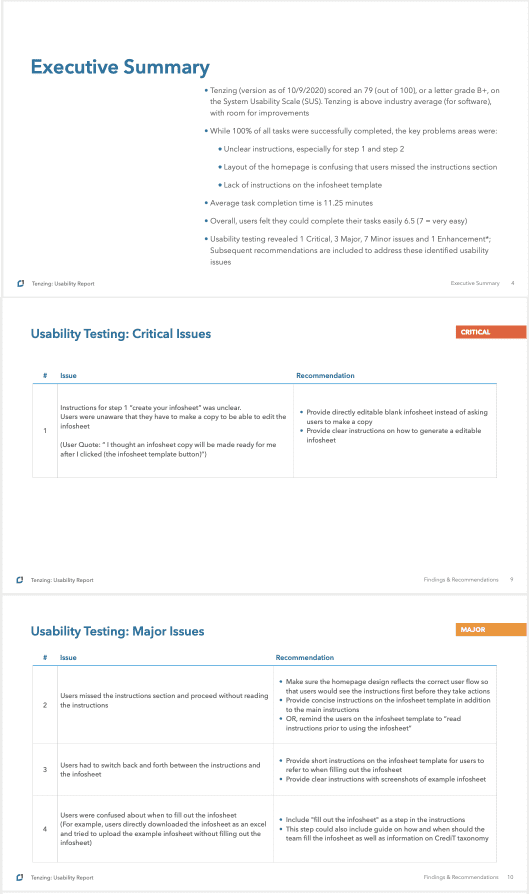 Executive Summary
• Tenzing (version as of 10/9/2020) scored an 79 (out of 100), or a letter grade B+, on
the System Usability Scale (SUS). Tenzing is above industry average (for software),
with room for improvements
• While 100% of all tasks were successfully completed, the key problems areas were:
• Unclear instructions, especially for step 1 and step 2
• Layout of the homepage is confusing that users missed the instructions section
• Lack of instructions on the infosheet template
• Average task completion time is 11.25 minutes
• Overall, users felt they could complete their tasks easily 6.5 (7 = very easy)
• Usability testing revealed 1 Critical, 3 Major, 7 Minor issues and 1 Enhancement*;
Subsequent recommendations are included to address these identified usability
issues
Tenzing: Usability Report
Executive Summary 4
Usability Testing: Critical Issues
CRITICAL
# Issue Recommendation
1
Instructions for step 1 "create your infosheet" was unclear.
Users were unaware that they have to make a copy to be able to edit the
infosheet
(User Quote: " I thought an infosheet copy will be made ready for me
after I clicked (the infosheet template button)")
• Provide directly editable blank infosheet instead of asking
users to make a copy
• Provide clear instructions on how to generate a editable
infosheet
Tenzing: Usability Report
Findings & Recommendations 9
Usability Testing: Major Issues
MAJOR
# Issue Recommendation
2
Users missed the instructions section and proceed without reading
the instructions
• Make sure the homepage design reflects the correct user flow so
that users would see the instructions first before they take actions
• Provide concise instructions on the infosheet template in addition
to the main instructions
• OR, remind the users on the infosheet template to "read
instructions prior to using the infosheet"
3
Users had to switch back and forth between the instructions and
the infosheet
• Provide short instructions on the infosheet template for users to
refer to when filling out the infosheet
• Provide clear instructions with screenshots of example infosheet
4
Users were confused about when to fill out the infosheet
(For example, users directly downloaded the infosheet as an excel
and tried to upload the example infosheet without filling out the
infosheet)
• Include "fill out the infosheet" as a step in the instructions
• This step could also include guide on how and when should the
team fill the infosheet as well as information on CrediT taxonomy
Tenzing: Usability Report
Findings & Recommendations 10